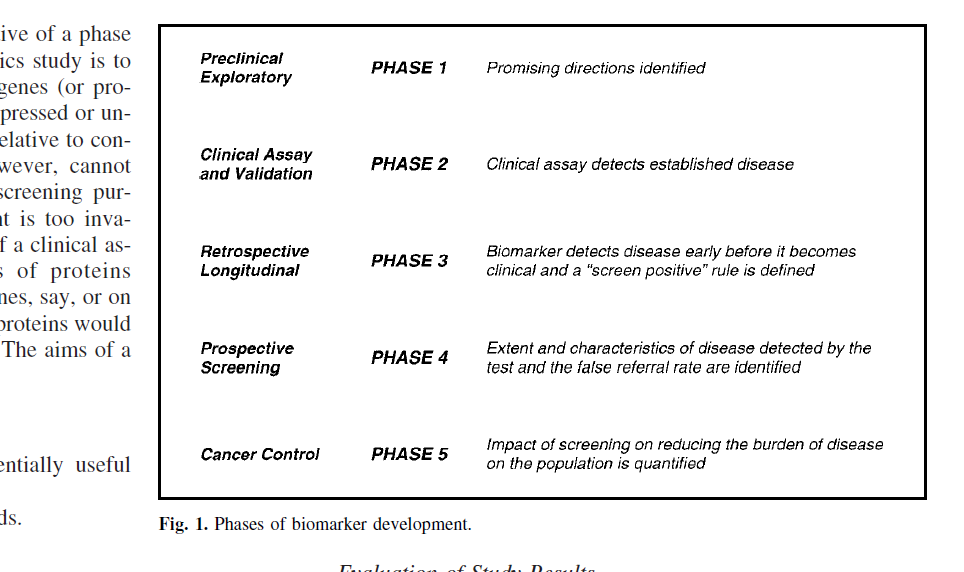 tive of a phase
ics study is to
genes (or pro-
pressed or un-
elative to con-
wever, cannot
screening pur-
nt is too inva-
f a clinical as-
s of proteins
nes, say, or on
proteins would
The aims of a
entially useful
ds.
Preclinical
Exploratory
PHASE 1
Promising directions identified
Clinical Assay
and Validation
PHASE 2
Clinical assay detects established disease
Retrospective
Longitudinal
PHASE 3
Biomarker detects disease early before it becomes
clinical and a “screen positive” rule is defined
Prospective
Screening
PHASE 4
Extent and characteristics of disease detected by the
test and the false referral rate are identified
Cancer Control
PHASE 5
Impact of screening on reducing the burden of disease
on the population is quantified
Fig. 1. Phases of biomarker development.
Evaluation of Study Results